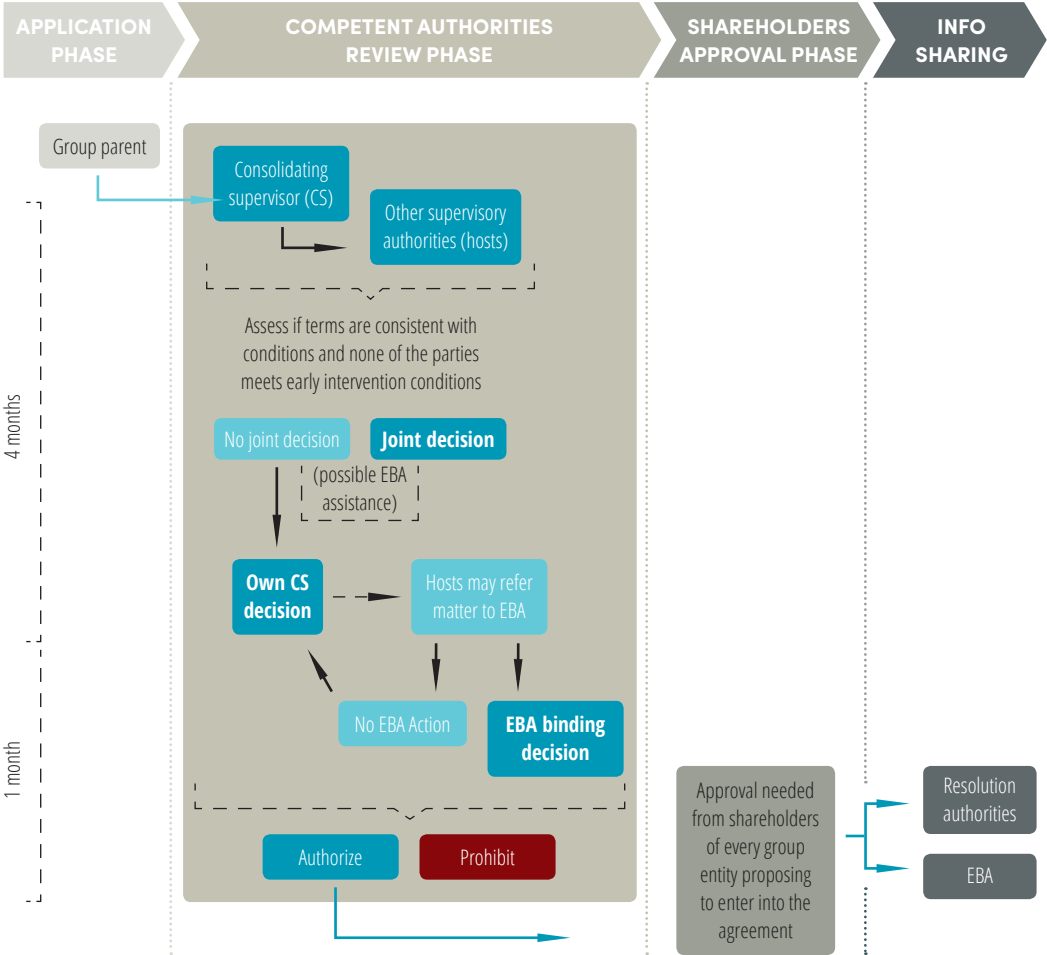 APPLICATION
PHASE
COMPETENT AUTHORITIES
REVIEW PHASE
SHAREHOLDERS
APPROVAL PHASE
INFO
SHARING
Group parent
Consolidating
supervisor (CS)
Other supervisory
authorities (hosts)
Assess if terms are consistent with
conditions and none of the parties
meets early intervention conditions
4 months
No joint decision
Joint decision
(possible EBA
assistance)
Own CS
decision
Hosts may refer
matter to EBA
1 month
No EBA Action
EBA binding
decision
Authorize
Prohibit
Approval needed
from shareholders
of every group
entity proposing
to enter into the
agreement
Resolution
authorities
EBA